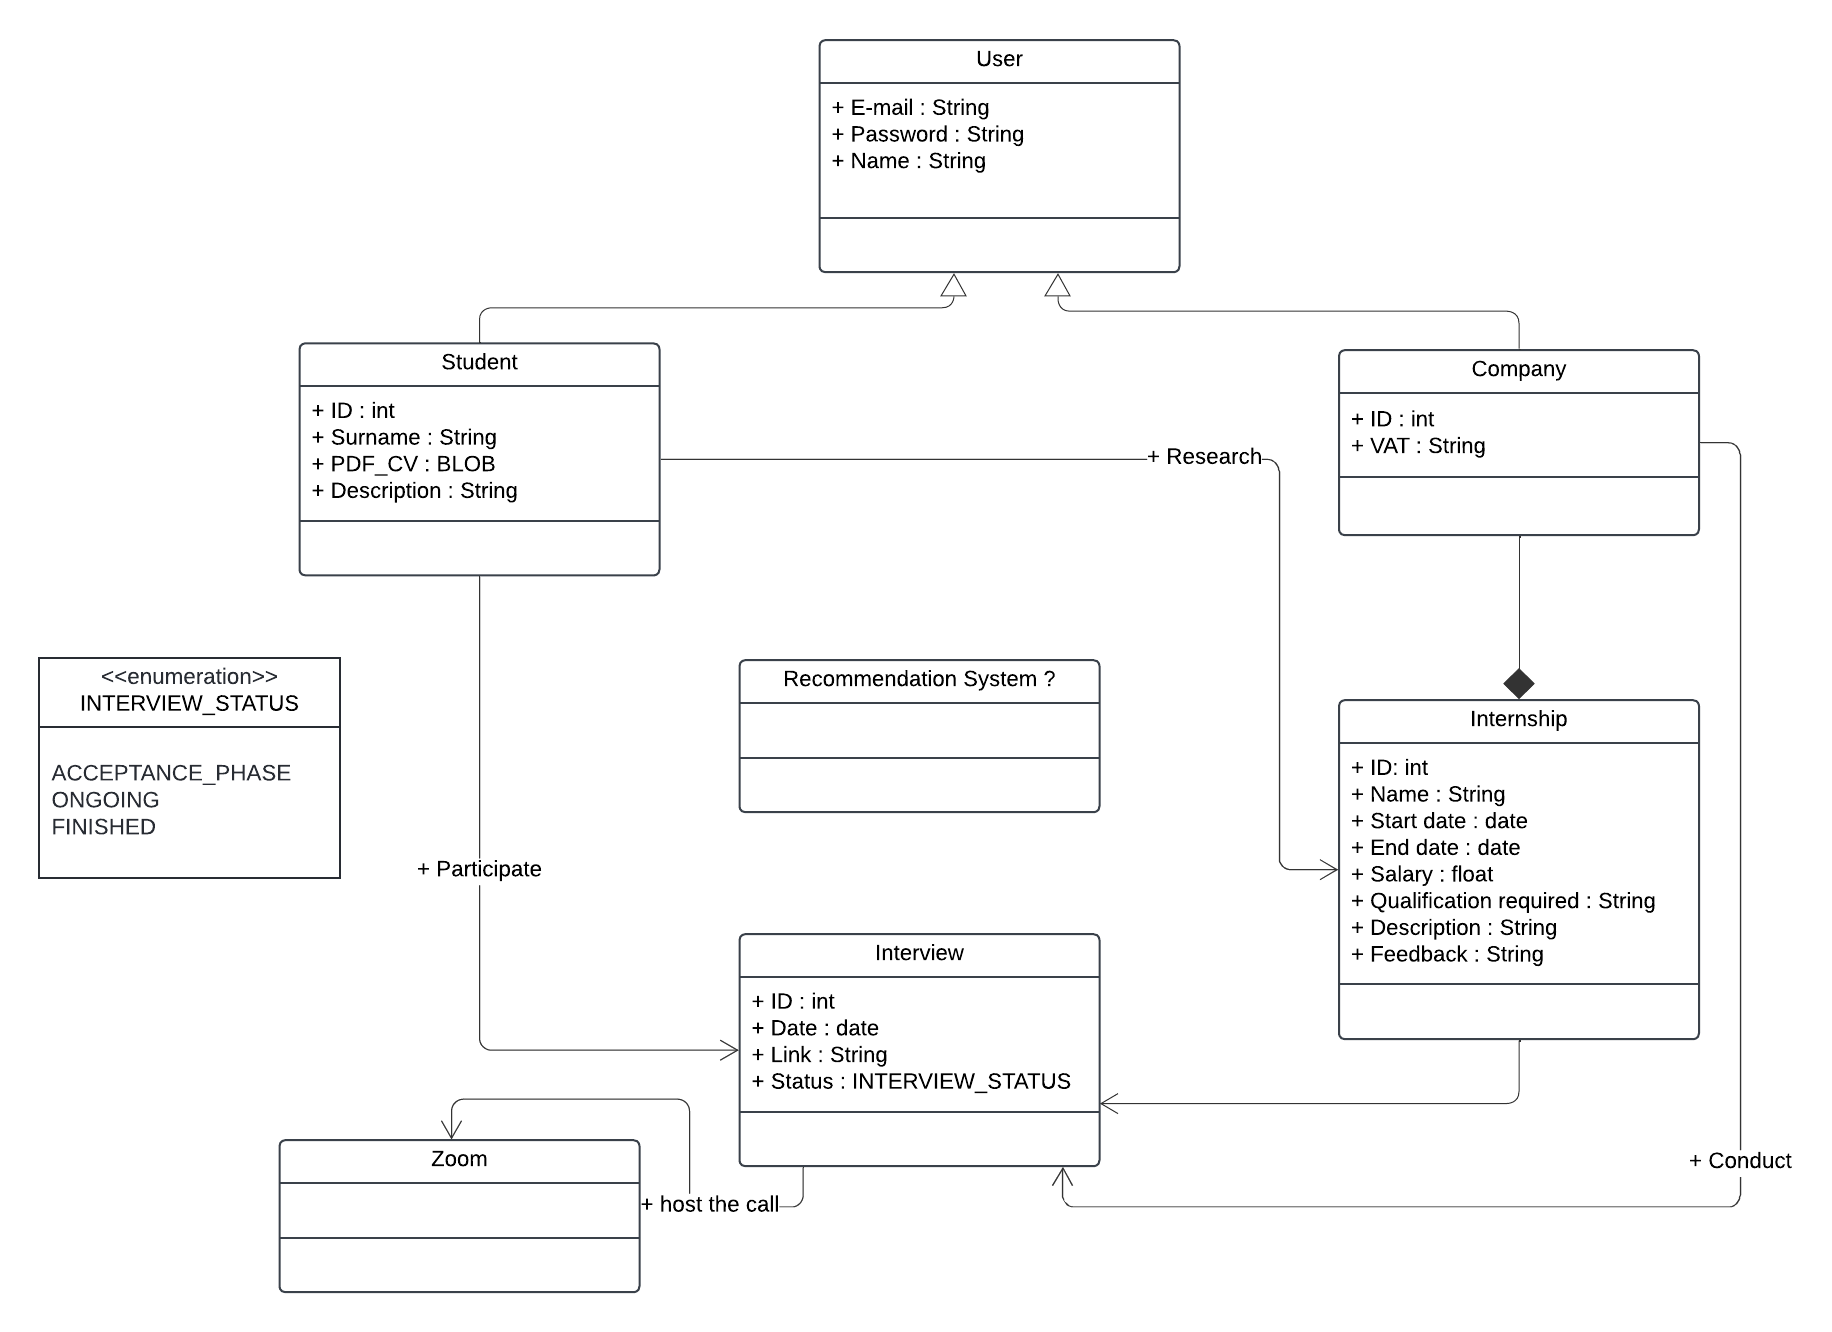 User
+ E-mail : String
+ Password : String
+ Name : String
Student
+ ID : int
+ Surname : String
+ PDF_CV : BLOB
+ Description : String
Company
+ ID : int
+ VAT : String
+ Research
<<enumeration>>
INTERVIEW_STATUS
ACCEPTANCE_PHASE
ONGOING
FINISHED
Recommendation System ?
Internship
+ ID: int
+ Name : String
+ Start date : date
+ End date : date
+ Salary : float
+ Qualification required : String
+ Description : String
+ Feedback : String
+ Participate
Interview
+ ID : int
+ Date : date
+ Link : String
+ Status : INTERVIEW_STATUS
Zoom
+ host the call
+ Conduct